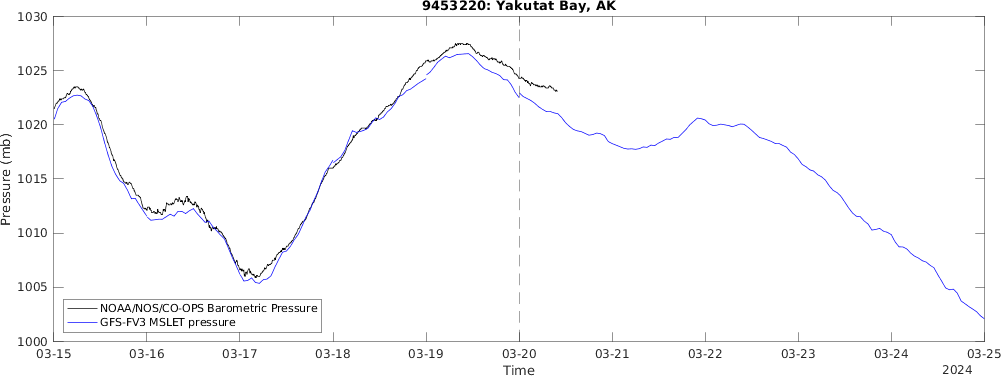 9453220: Yakutat Bay, AK
Pressure (mb)
1030
1025
1020
1015
1010
1005
1000
NOAA/NOS/CO-OPS Barometric Pressure
GFS-FV3 MSLET pressure
03-15 03-16 03-17 03-18 03-19 03-20 03-21 03-22 03-23 03-24 03-25
Time
2024